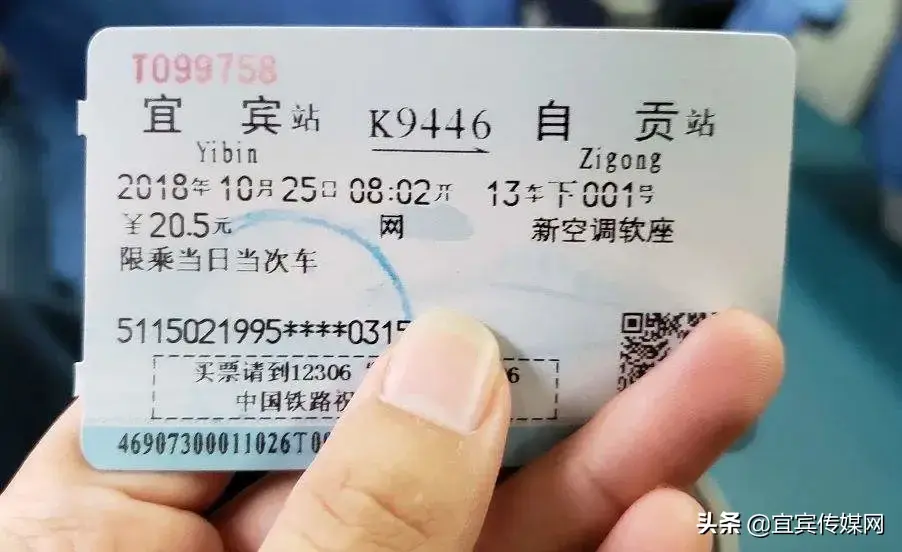 T099758
宜宾站 K9446 自贡站
Yibin Zigong
2018年10月25日08:02开 13车下001号
￥20.5元 网 新空调软座
限乘当日当次车
5115021995****0315
买票请到12306
中国铁路祝
46907300011026T0
头条 @宜宾传媒网